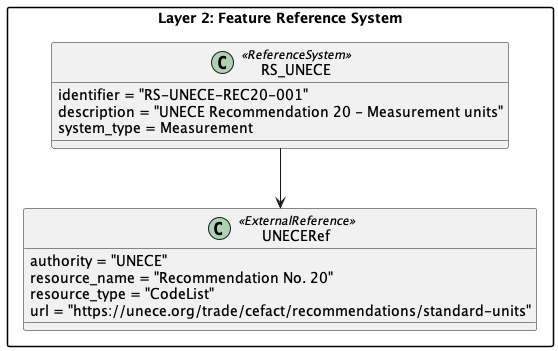 Layer 2: Feature Reference System
C
«ReferenceSystem»
RS_UNECE
identifier = "RS-UNECE-REC20-001"
description = "UNECE Recommendation 20 - Measurement units"
system_type = Measurement
C
«ExternalReference»
UNECERef
authority = "UNECE"
resource_name = "Recommendation No. 20"
resource_type = "CodeList"
url = "https://unece.org/trade/cefact/recommendations/standard-units"